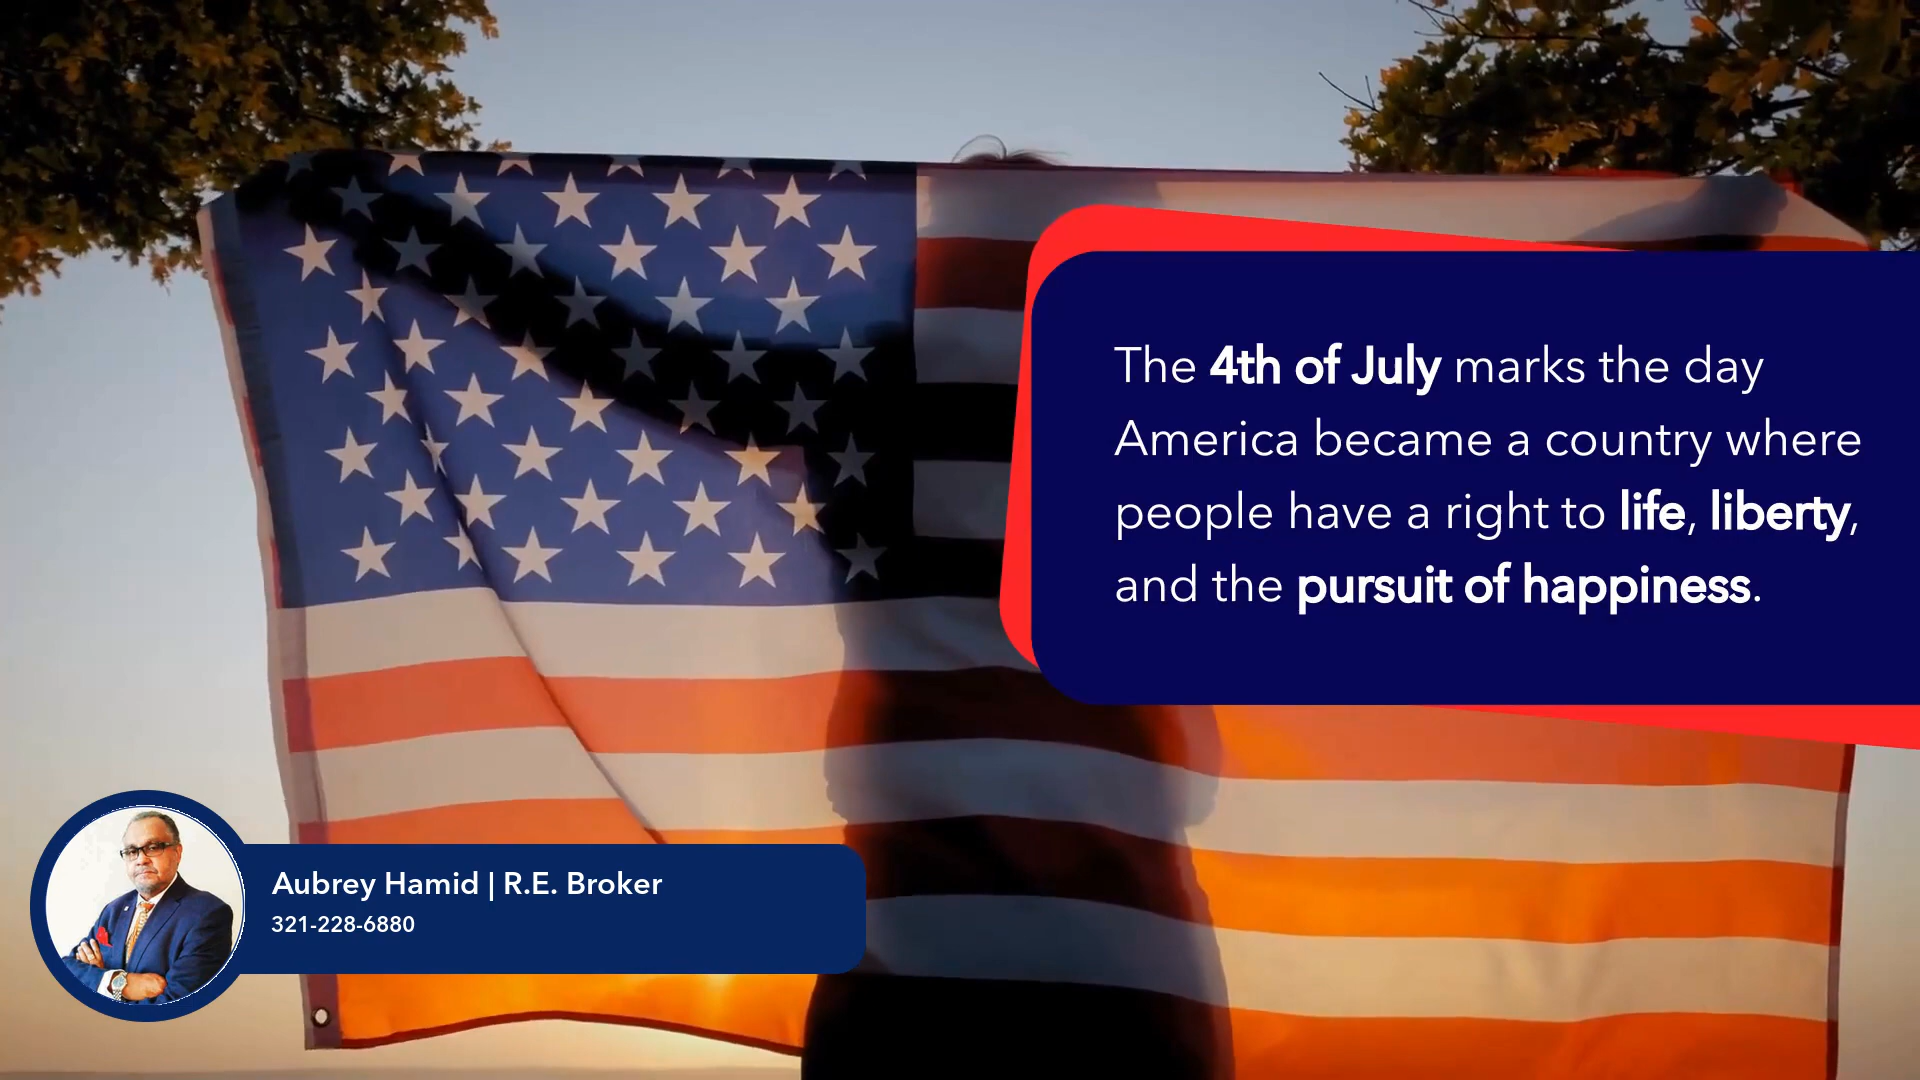 The 4th of July marks the day
America became a country where
people have a right to life, liberty,
and the pursuit of happiness.
Aubrey Hamid | R.E. Broker
321-228-6880